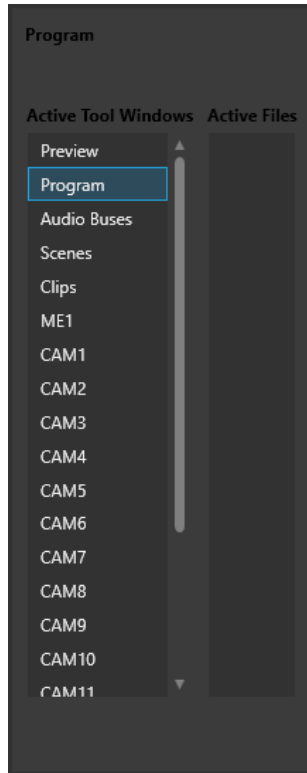 Program
Active Tool Windows Active Files
Preview
Program
Audio Buses
Scenes
Clips
ME1
CAM1
CAM2
CAM3
CAM4
CAM5
CAM6
CAM7
CAM8
CAM9
CAM10
CAM11